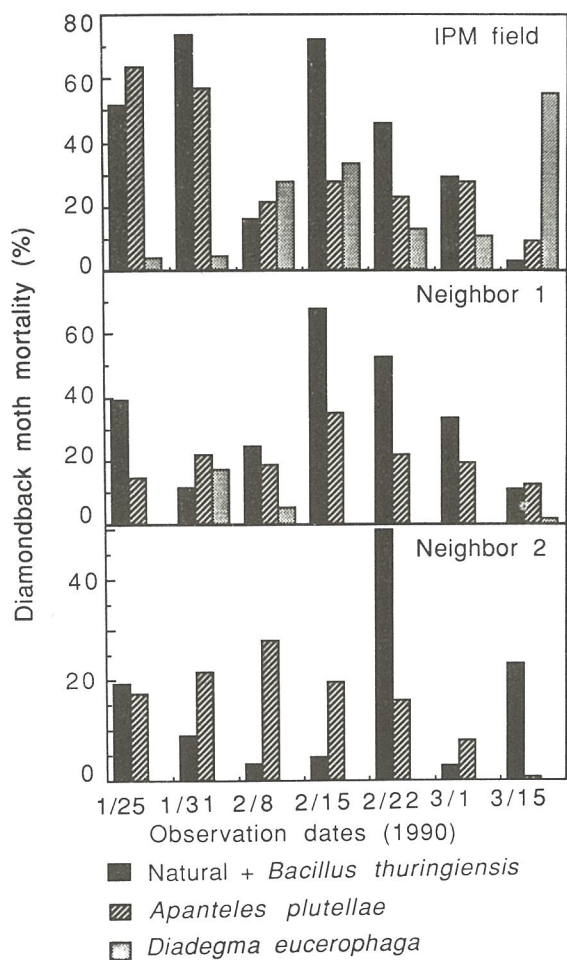 80
IPM field
60
40
20
0
Neighbor 1
60
40
20
0
Neighbor 2
40
20
0
Diamondback moth mortality (%)
1/25 1/31 2/8 2/15 2/22 3/1 3/15
Observation dates (1990)
Natural + Bacillus thuringiensis
Apanteles plutellae
Diadegma eucerophaga